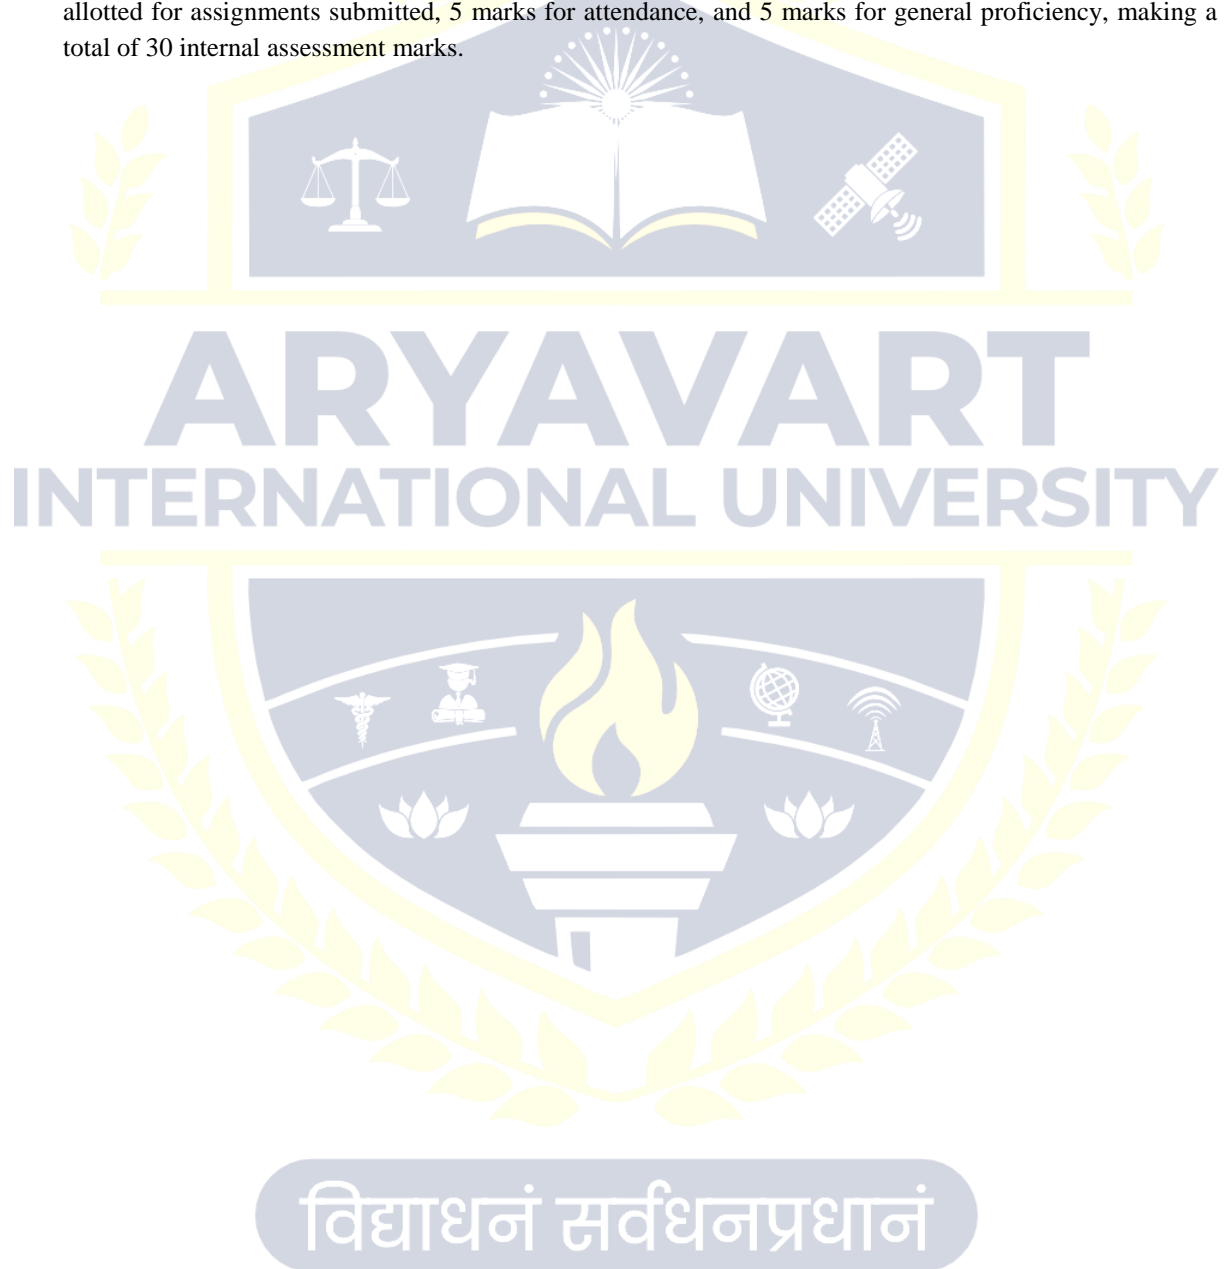 allotted for assignments submitted, 5 marks for attendance, and 5 marks for general proficiency, making a
total of 30 internal assessment marks.
ARYAVART
INTERNATIONAL UNIVERSITY
विद्याधनं सर्वधनप्रधानं